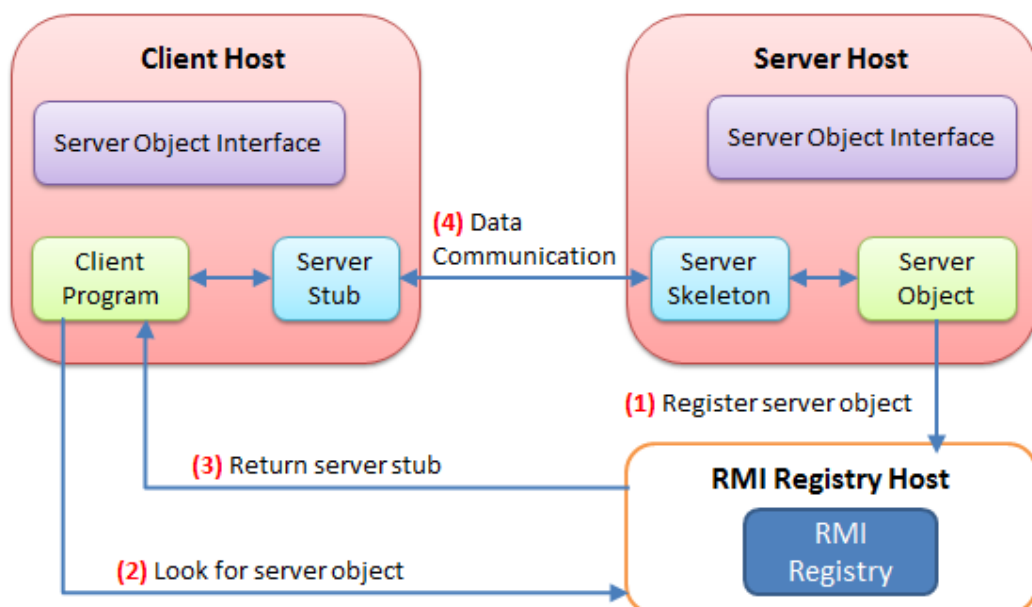 Client Host
Server Object Interface
Client
Program
Server
Stub
(4) Data
Communication
Server Host
Server Object Interface
Server
Skeleton
Server
Object
(1) Register server object
(3) Return server stub
(2) Look for server object
RMI Registry Host
RMI
Registry